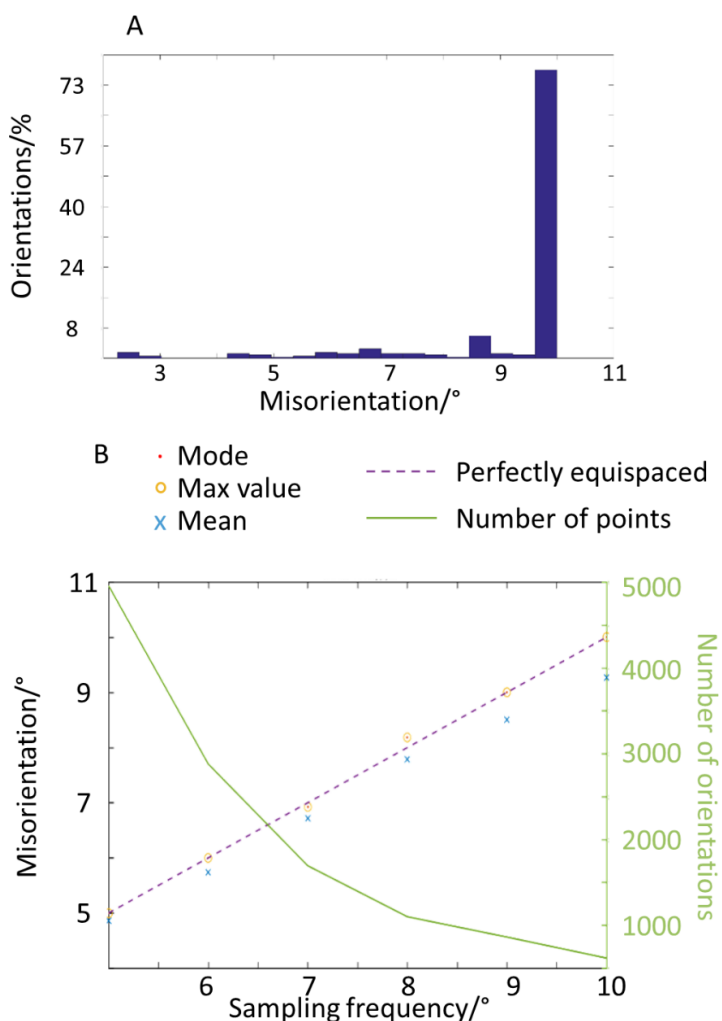 A
Orientations/%
73
57
40
24
8
3
5
7
9
11
Misorientation/°
B
Mode
Max value
Mean
Perfectly equispaced
Number of points
Misorientation/°
11
9
7
5
5000
4000
3000
2000
1000
Number of orientations
6
7
8
9
10
Sampling frequency/°